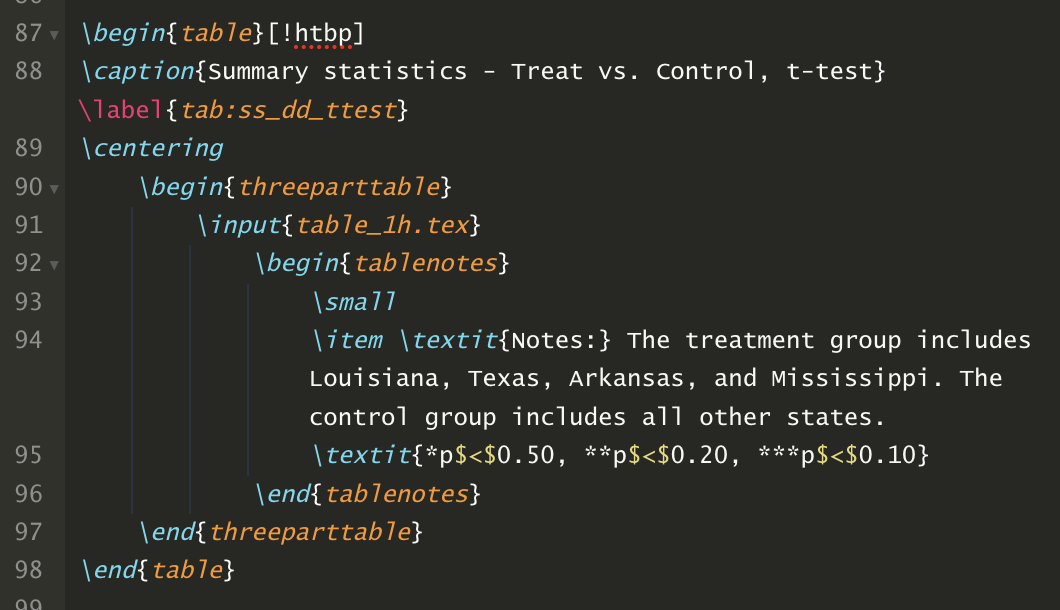 87 \begin{table}[!htbp]
88 \caption{Summary statistics - Treat vs. Control, t-test}
\label{tab:ss_dd_ttest}
89 \centering
90 \begin{threeparttable}
91 \input{table_1h.tex}
92 \begin{tablenotes}
93 \small
94 \item \textit{Notes:} The treatment group includes
Louisiana, Texas, Arkansas, and Mississippi. The
control group includes all other states.
95 \textit{*p$<$0.50, **p$<$0.20, ***p$<$0.10}
96 \end{tablenotes}
97 \end{threeparttable}
98 \end{table}
99